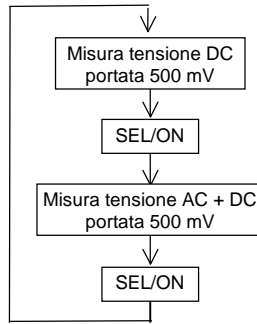 Misura tensione DC
portata 500 mV
SEL/ON
Misura tensione AC + DC
portata 500 mV
SEL/ON